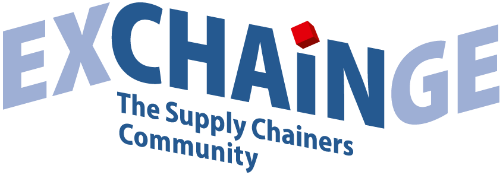 EXCHAiNGE
The Supply Chainers
Community